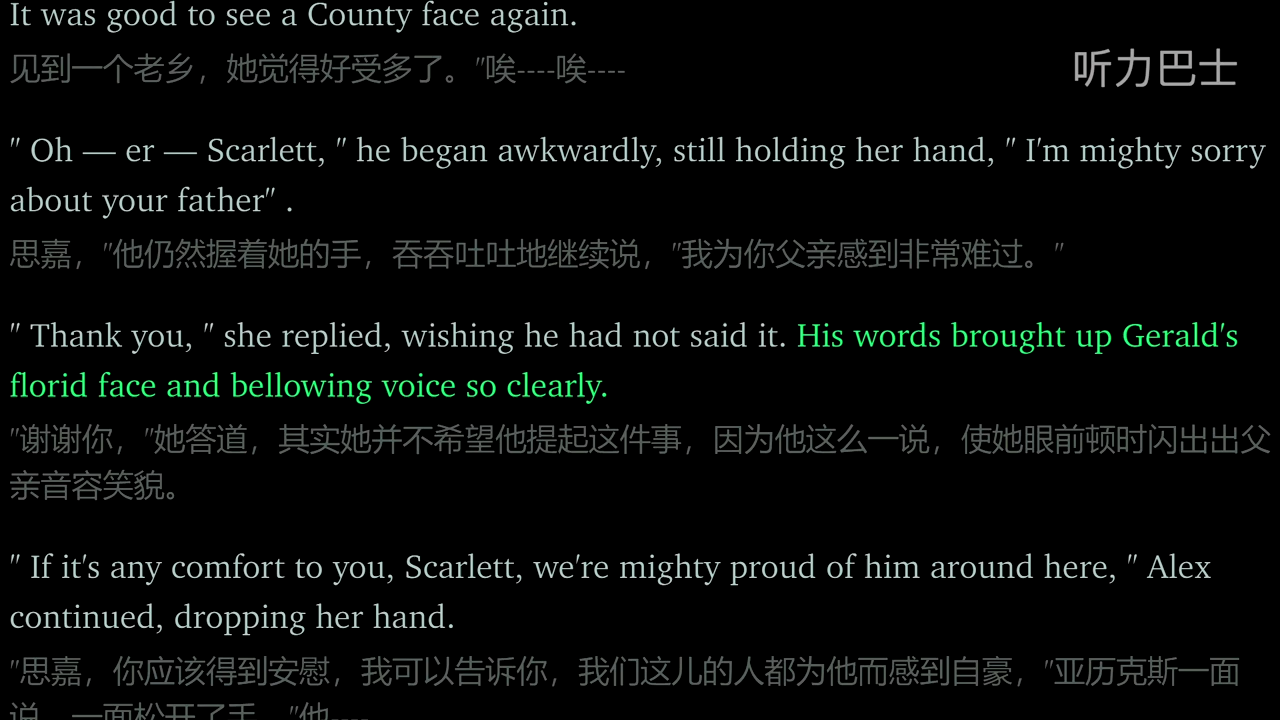 It was good to see a County face again.
见到一个老乡，她觉得好受多了。"唉----唉----
听力巴士
" Oh — er — Scarlett, " he began awkwardly, still holding her hand, " I'm mighty sorry
about your father" .
思嘉，"他仍然握着她的手，吞吞吐吐地继续说，"我为你父亲感到非常难过。"
" Thank you, " she replied, wishing he had not said it. His words brought up Gerald's
florid face and bellowing voice so clearly.
"谢谢你，"她答道，其实她并不希望他提起这件事，因为他这么一说，使她眼前顿时闪出出父
亲音容笑貌。
" If it's any comfort to you, Scarlett, we're mighty proud of him around here, " Alex
continued, dropping her hand.
"思嘉，你应该得到安慰，我可以告诉你，我们这儿的人都为他而感到自豪，"亚历克斯一面
说，一面松开了手。"他----